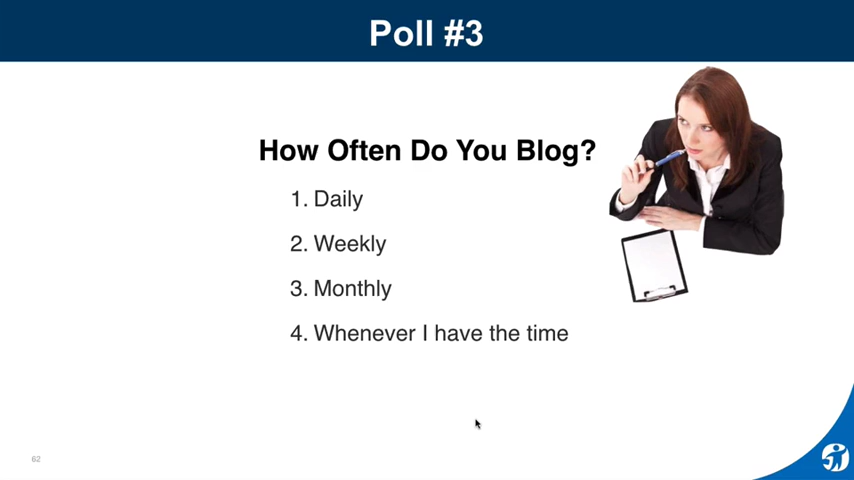 Poll #3
How Often Do You Blog?
1. Daily
2. Weekly
3. Monthly
4. Whenever I have the time
62